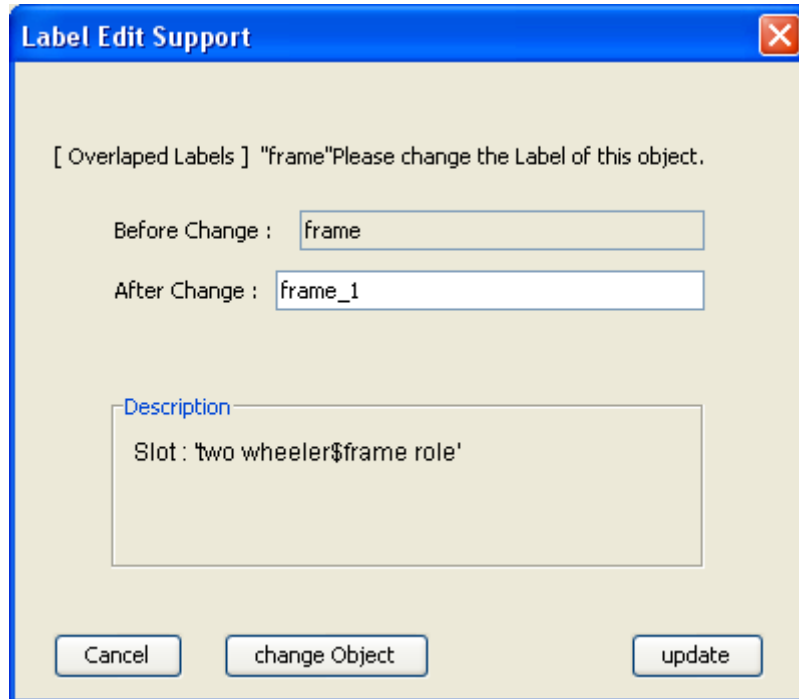 Label Edit Support
[ Overlaped Labels ] "frame"Please change the Label of this object.
Before Change : frame
After Change : frame_1
Description
Slot : 'two wheeler$frame role'
Cancel change Object update